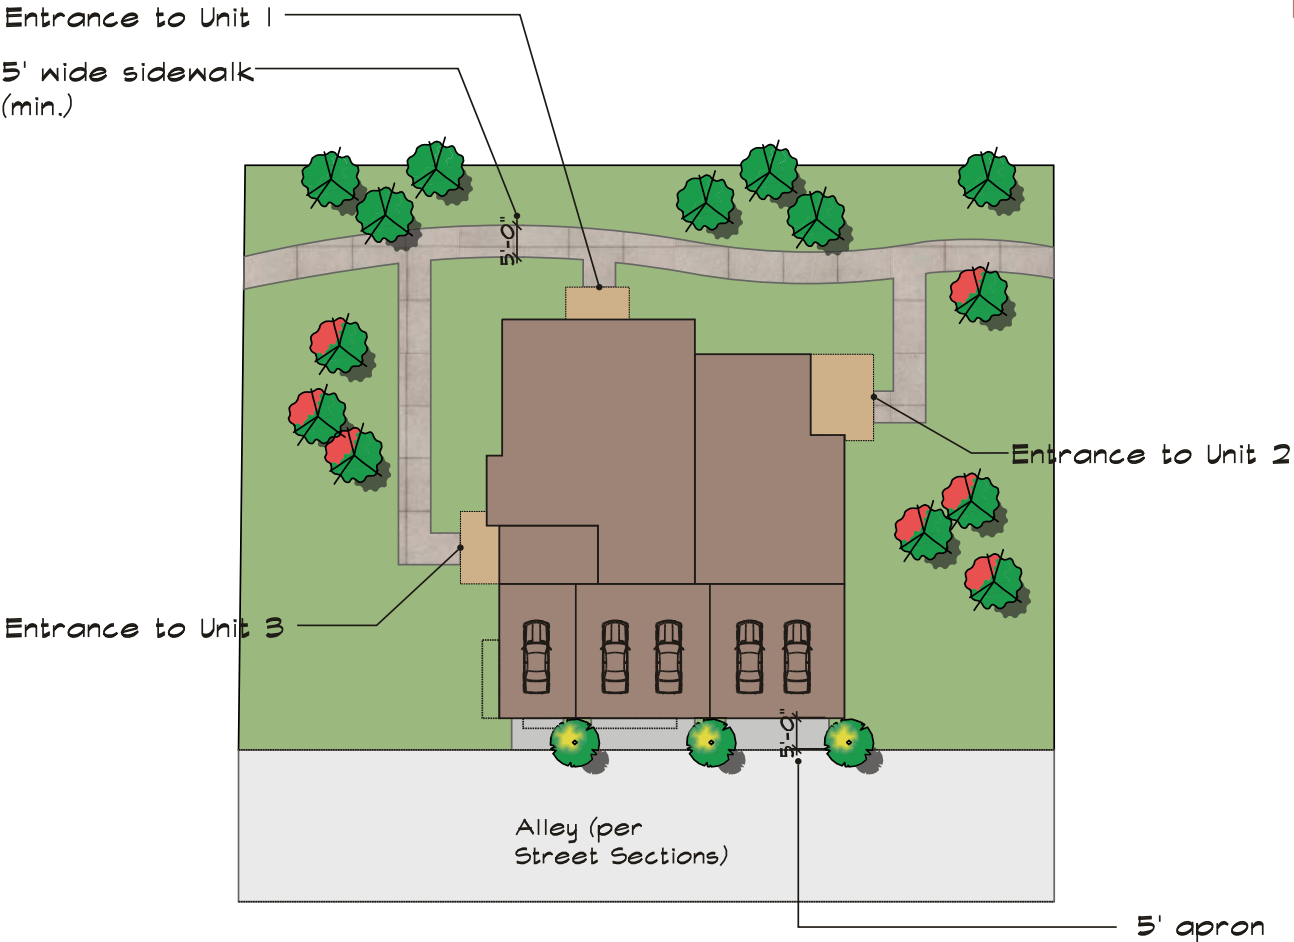 Entrance to Unit 1
5' wide sidewalk
(min.)
5'-0"
Entrance to Unit 2
Entrance to Unit 3
5'-0"
Alley (per
Street Sections)
5' apron